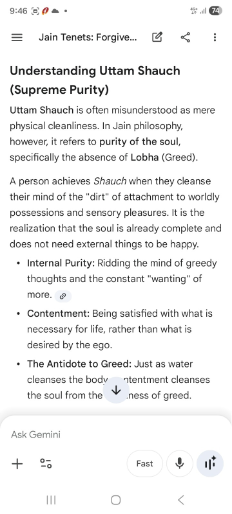 9:46
74
Jain Tenets: Forgive...
Understanding Uttam Shauch
(Supreme Purity)
Uttam Shauch is often misunderstood as mere
physical cleanliness. In Jain philosophy,
however, it refers to purity of the soul,
specifically the absence of Lobha (Greed).
A person achieves Shauch when they cleanse
their mind of the "dirt" of attachment to worldly
possessions and sensory pleasures. It is the
realization that the soul is already complete and
does not need external things to be happy.
• Internal Purity: Ridding the mind of greedy
thoughts and the constant "wanting" of
more.
• Contentment: Being satisfied with what is
necessary for life, rather than what is
desired by the ego.
• The Antidote to Greed: Just as water
cleanses the body, contentment cleanses
the soul from the of greed.
Ask Gemini
Fast